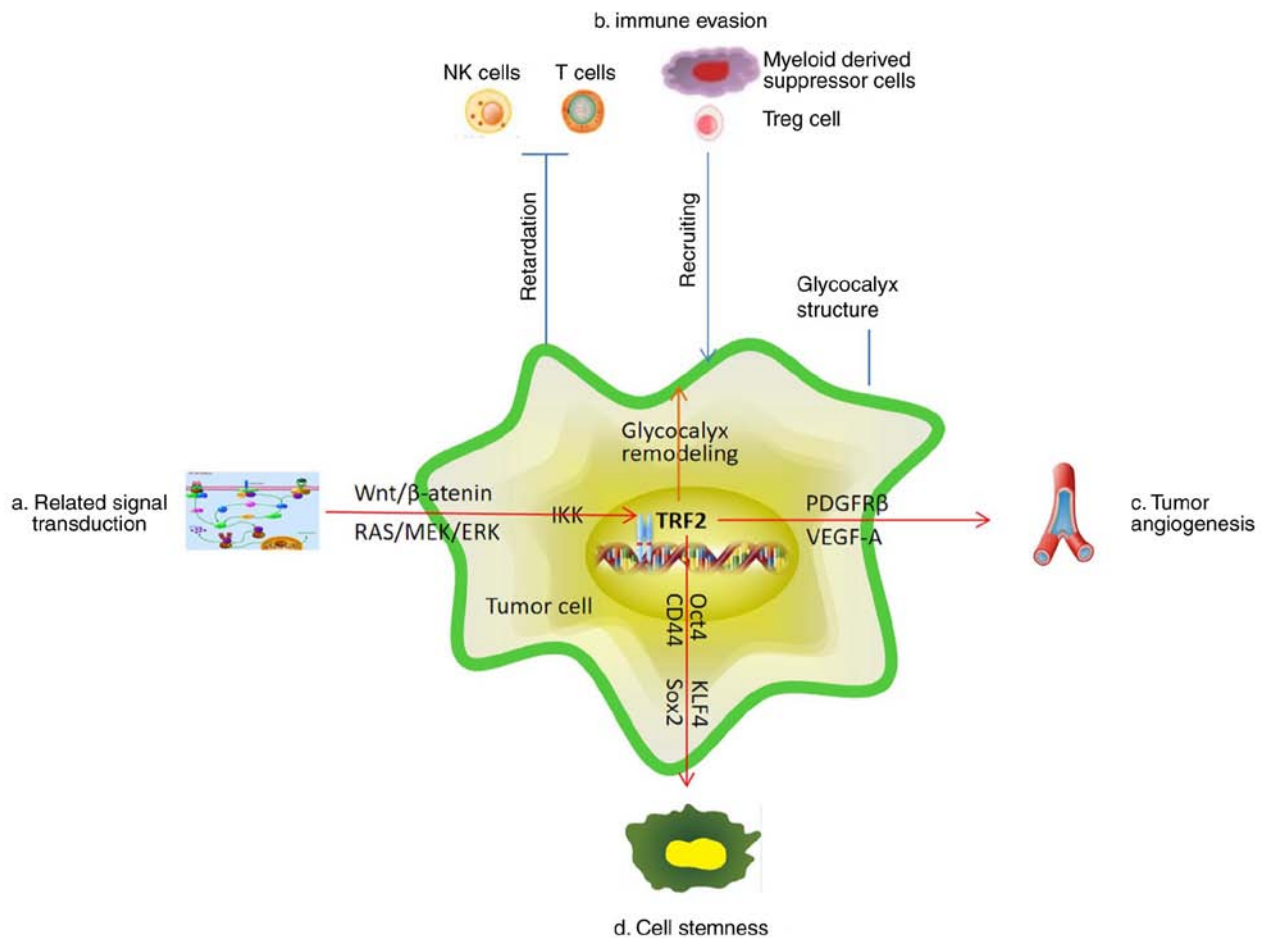 b. immune evasion
NK cells
T cells
Myeloid derived
suppressor cells
Treg cell
Retardation
Recruiting
Glycocalyx
structure
Glycocalyx
remodeling
a. Related signal
transduction
Wnt/β-atenin
RAS/MEK/ERK
IKK
TRF2
PDGFRβ
VEGF-A
c. Tumor
angiogenesis
Tumor cell
Oct4
CD44
KLF4
Sox2
d. Cell stemness